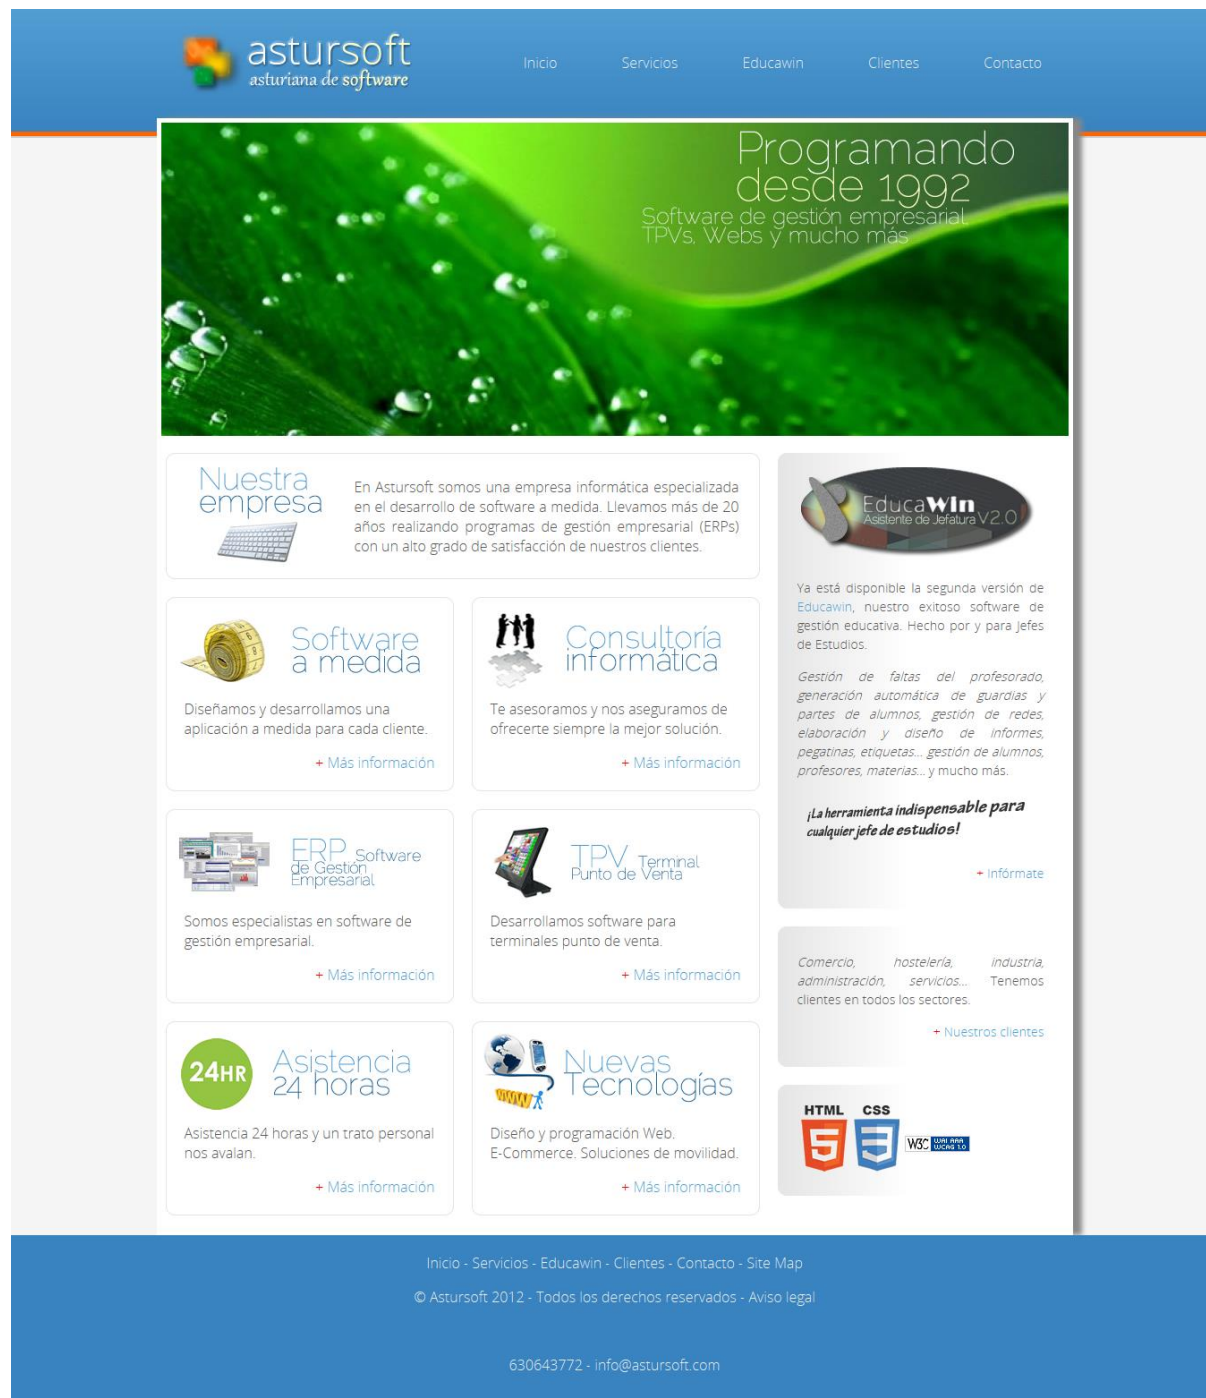 astursoft
asturiana de software
Inicio Servicios Educawin Clientes Contacto
Programando
desde 1992
Software de gestión empresarial
TPVs, Webs y mucho más
Nuestra
empresa
En Astursoft somos una empresa informática especializada
en el desarrollo de software a medida. Llevamos más de 20
años realizando programas de gestión empresarial (ERPs)
con un alto grado de satisfacción de nuestros clientes.
Software
a medida
Diseñamos y desarrollamos una
aplicación a medida para cada cliente.
+ Más información
Consultoría
informática
Te asesoramos y nos aseguramos de
ofrecerte siempre la mejor solución.
+ Más información
ERP Software
de Gestión
Empresarial
Somos especialistas en software de
gestión empresarial.
+ Más información
TPV Terminal
Punto de Venta
Desarrollamos software para
terminales punto de venta.
+ Más información
24HR
Asistencia
24 horas
Asistencia 24 horas y un trato personal
nos avalan.
+ Más información
WWW
Nuevas
Tecnologías
Diseño y programación Web.
E-Commerce. Soluciones de movilidad.
+ Más información
EducaWin
Asistente de Jefatura V2.0
Ya está disponible la segunda versión de
Educawin, nuestro exitoso software de
gestión educativa. Hecho por y para Jefes
de Estudios.
Gestión de faltas del profesorado,
generación automática de guardias y
partes de alumnos, gestión de redes,
elaboración y diseño de informes,
pegatinas, etiquetas... gestión de alumnos,
profesores, materias... y mucho más.
¡La herramienta indispensable para
cualquier jefe de estudios!
+ Infórmate
Comercio, hostelería, industria,
administración, servicios... Tenemos
clientes en todos los sectores.
+ Nuestros clientes
HTML CSS
5 3
W3C WAI AAA
WCAG 1.0
Inicio - Servicios - Educawin - Clientes - Contacto - Site Map
© Astursoft 2012 - Todos los derechos reservados - Aviso legal
630643772 - info@astursoft.com